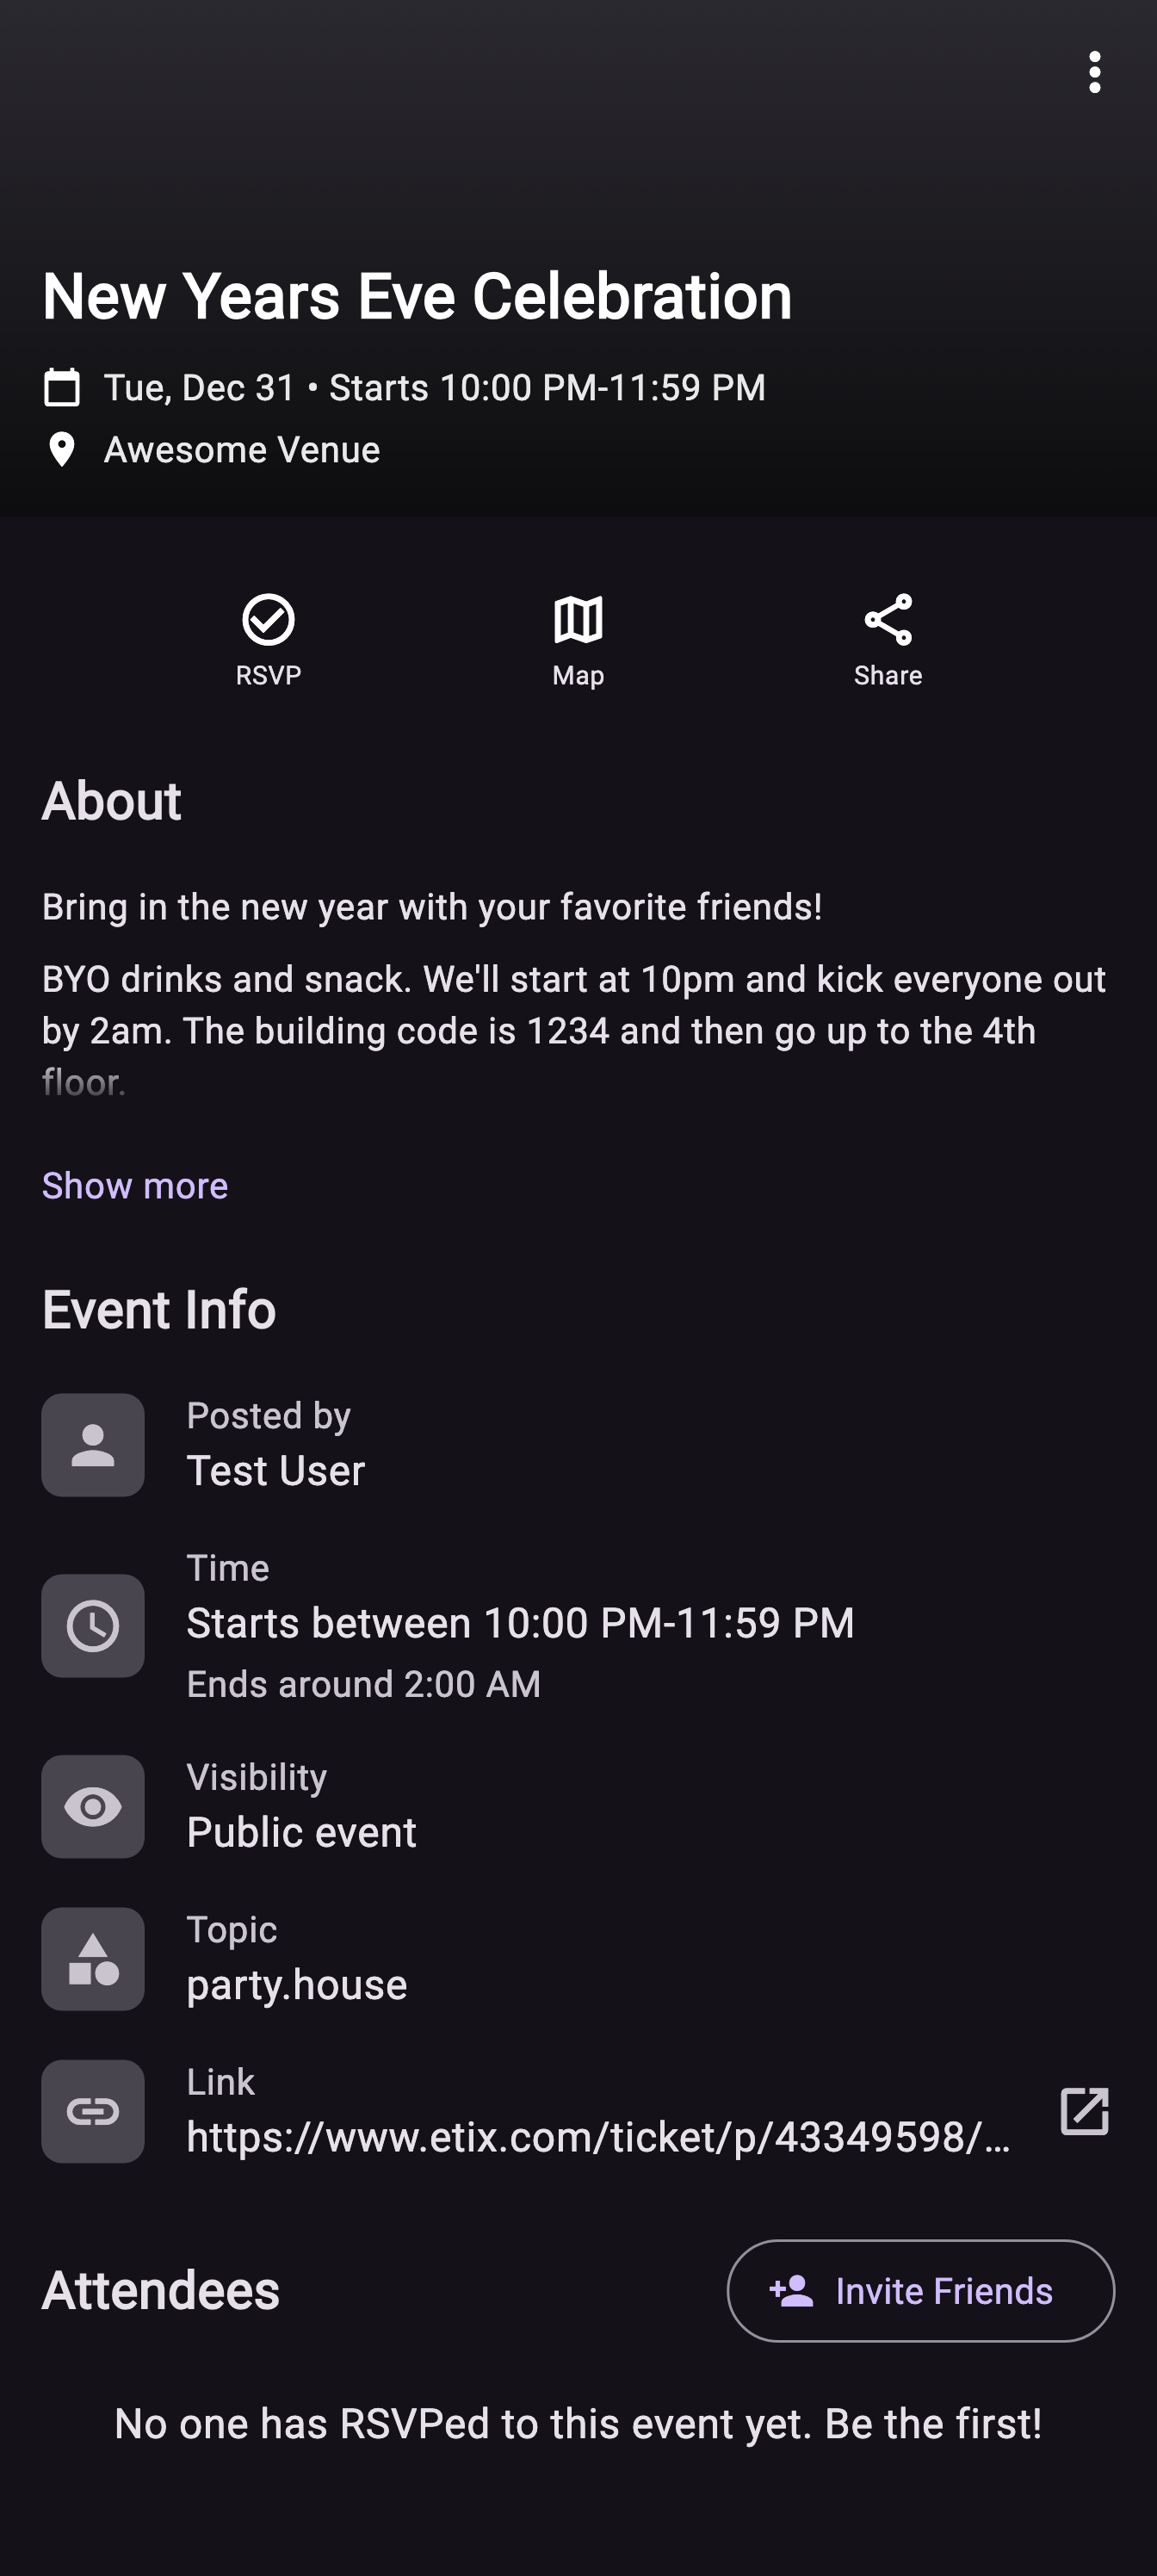 New Years Eve Celebration
Tue, Dec 31 • Starts 10:00 PM-11:59 PM
Awesome Venue
RSVP
Map
Share
About
Bring in the new year with your favorite friends!
BYO drinks and snack. We'll start at 10pm and kick everyone out
by 2am. The building code is 1234 and then go up to the 4th
floor.
Show more
Event Info
Posted by
Test User
Time
Starts between 10:00 PM-11:59 PM
Ends around 2:00 AM
Visibility
Public event
Topic
party.house
Link
https://www.etix.com/ticket/p/43349598/…
Attendees
Invite Friends
No one has RSVPed to this event yet. Be the first!